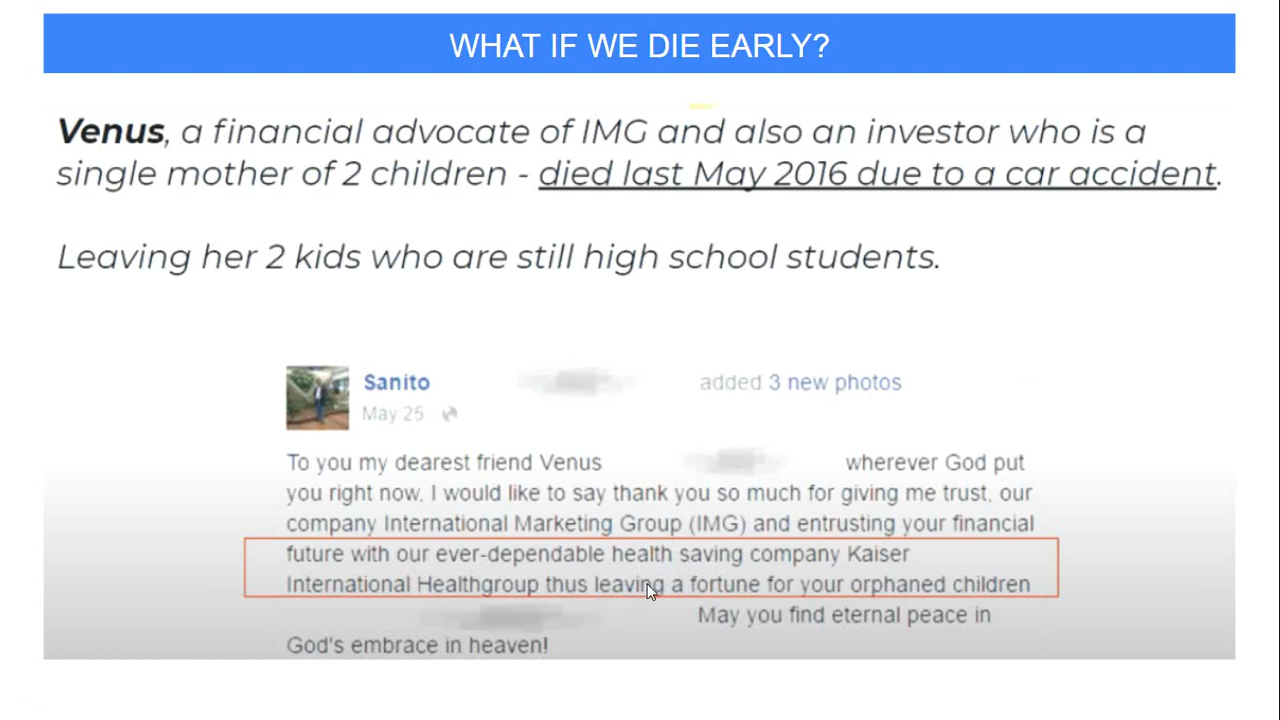 WHAT IF WE DIE EARLY?
Venus, a financial advocate of IMG and also an investor who is a
single mother of 2 children - died last May 2016 due to a car accident.
Leaving her 2 kids who are still high school students.
Sanito added 3 new photos
May 25
To you my dearest friend Venus wherever God put
you right now, I would like to say thank you so much for giving me trust, our
company International Marketing Group (IMG) and entrusting your financial
future with our ever-dependable health saving company Kaiser
International Healthgroup thus leaving a fortune for your orphaned children
May you find eternal peace in
God's embrace in heaven!